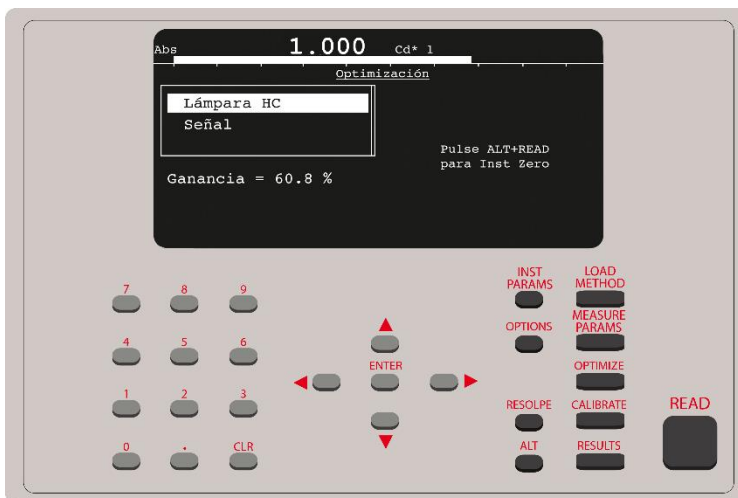 Abs 1.000 Cd* 1
Optimización
Lámpara HC
Señal
Pulse ALT+READ
para Inst Zero
Ganancia = 60.8 %
7 8 9
4 5 6
1 2 3
0 . CLR
ENTER
INST
PARAMS
LOAD
METHOD
OPTIONS
MEASURE
PARAMS
OPTIMIZE
RESOLPE
CALIBRATE
ALT
RESULTS
READ